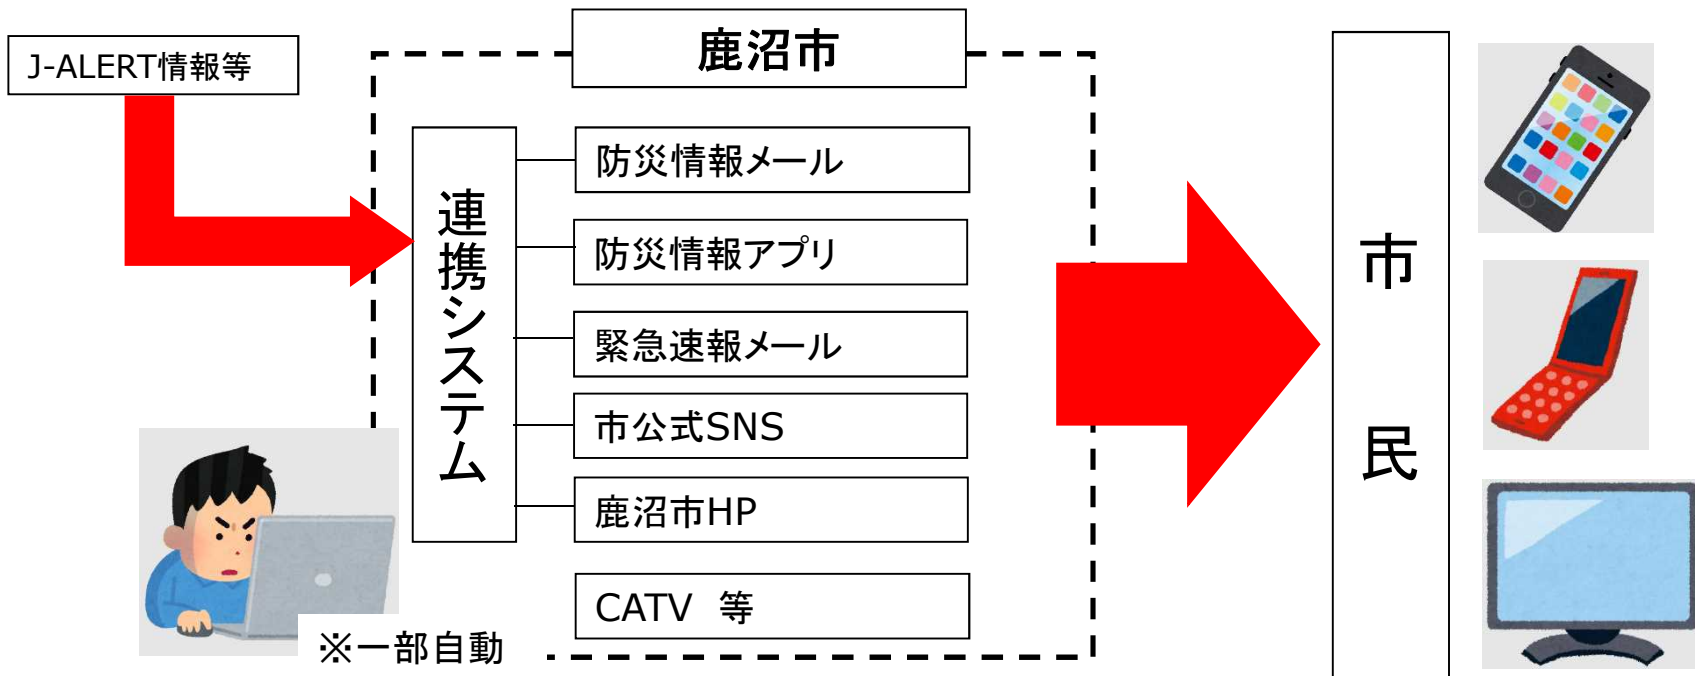 J-ALERT情報等
鹿沼市
連携システム
防災情報メール
防災情報アプリ
緊急速報メール
市公式SNS
鹿沼市HP
CATV 等
※一部自動
市民